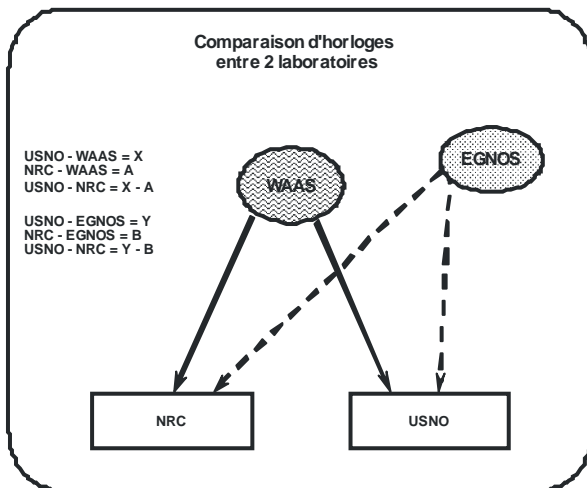 Comparaison d'horloges
entre 2 laboratoires
USNO - WAAS = X
NRC - WAAS = A
USNO - NRC = X - A
USNO - EGNOS = Y
NRC - EGNOS = B
USNO - NRC = Y - B
WAAS
EGNOS
NRC
USNO